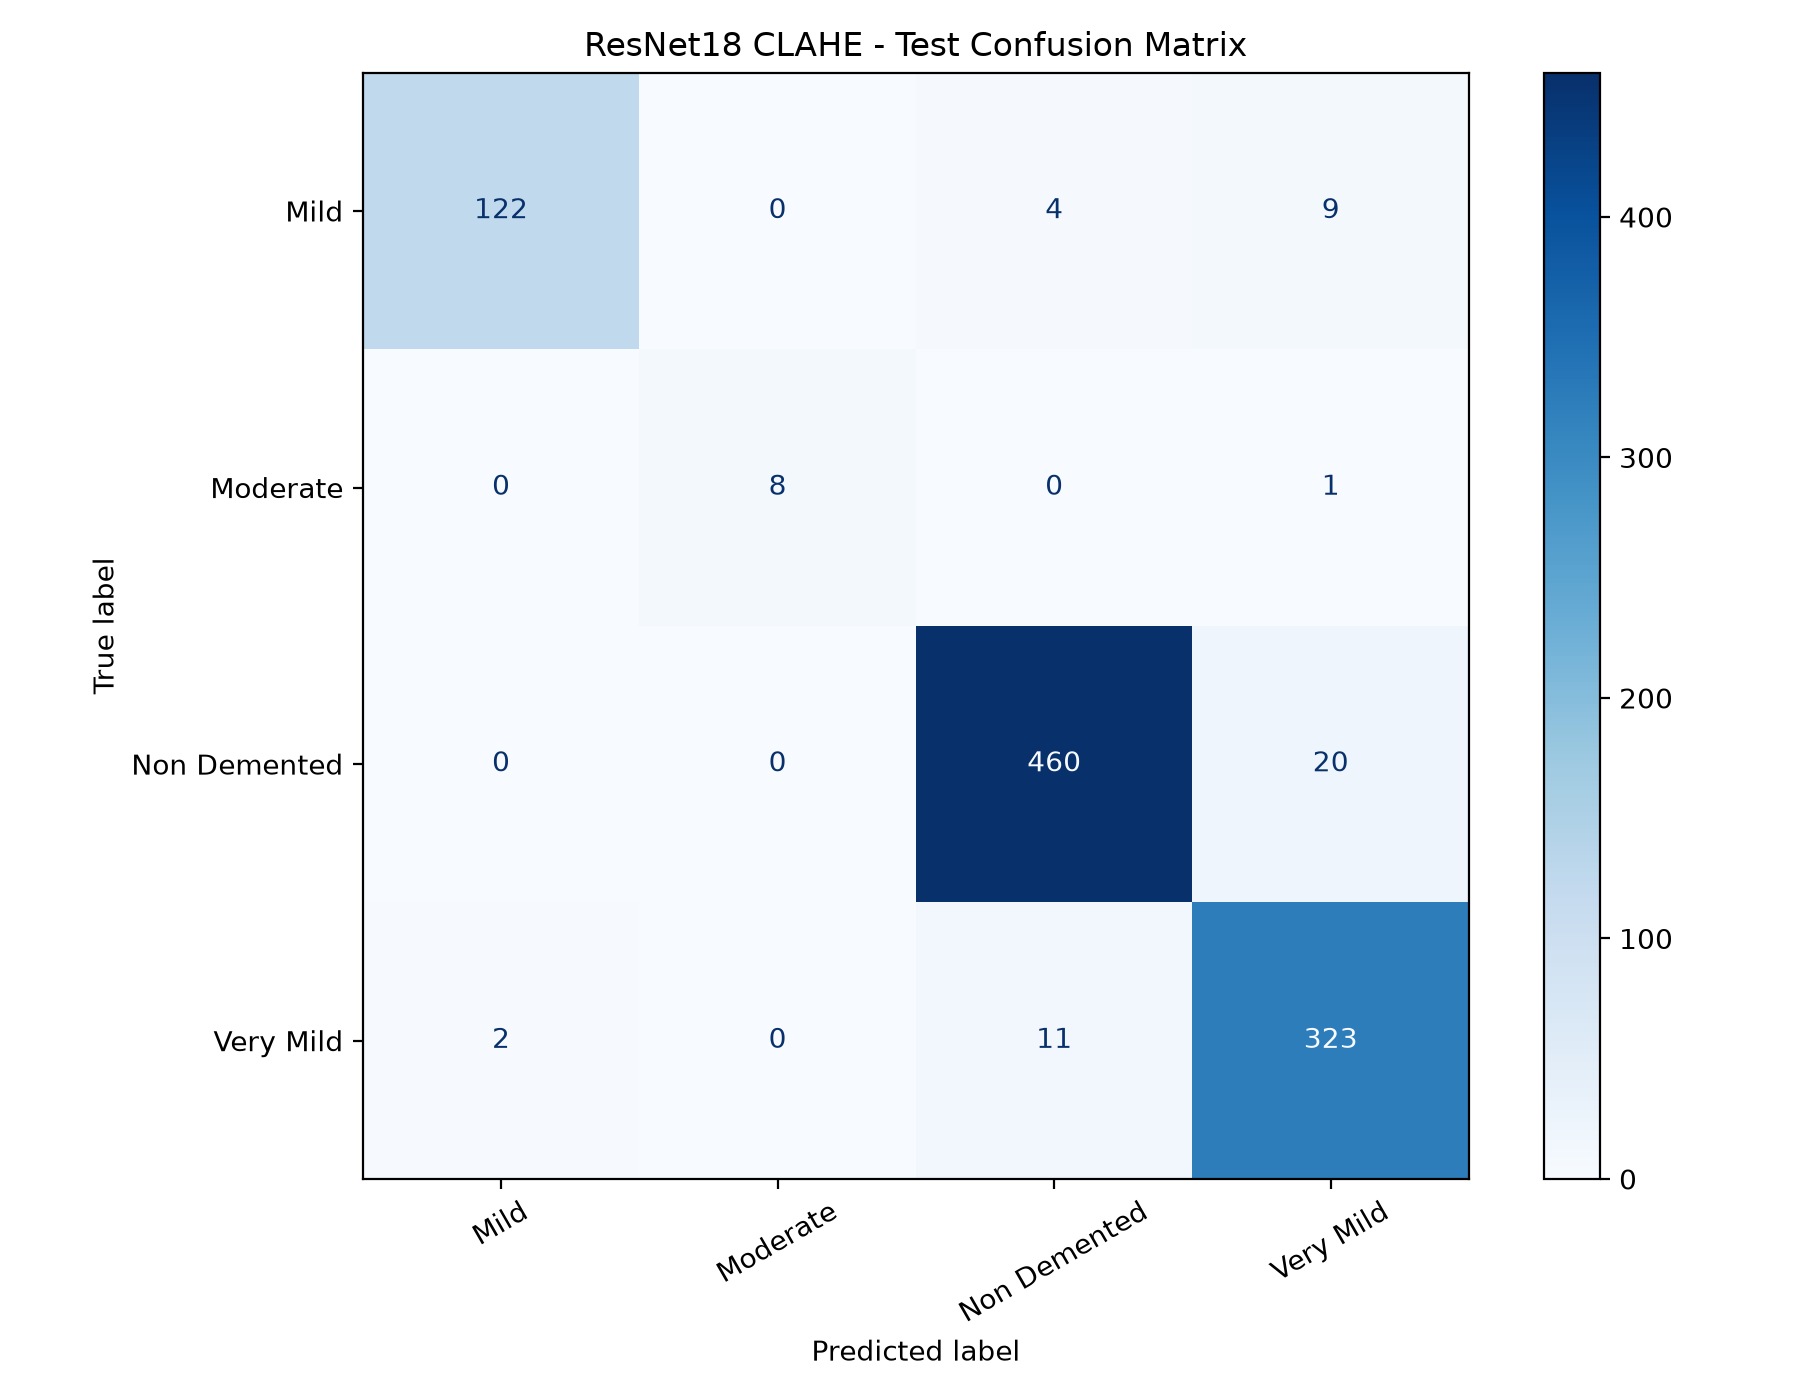 ResNet18 CLAHE - Test Confusion Matrix
True label
Mild 122 0 4 9
Moderate 0 8 0 1
Non Demented 0 0 460 20
Very Mild 2 0 11 323
Mild Moderate Non Demented Very Mild
Predicted label
400
300
200
100
0